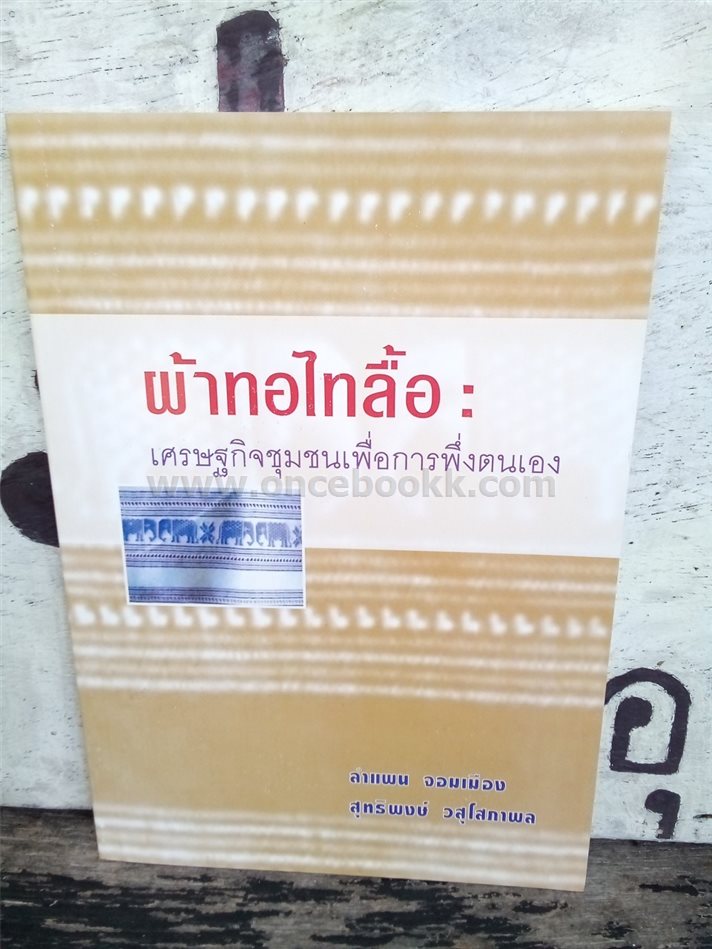 ผ้าทอไทลื้อ :
เศรษฐกิจชุมชนเพื่อการพึ่งตนเอง
www.oncebookk.com
ลำแพน จอมเมือง
สุทธิพงษ์ วสุโสภาพล
อุ